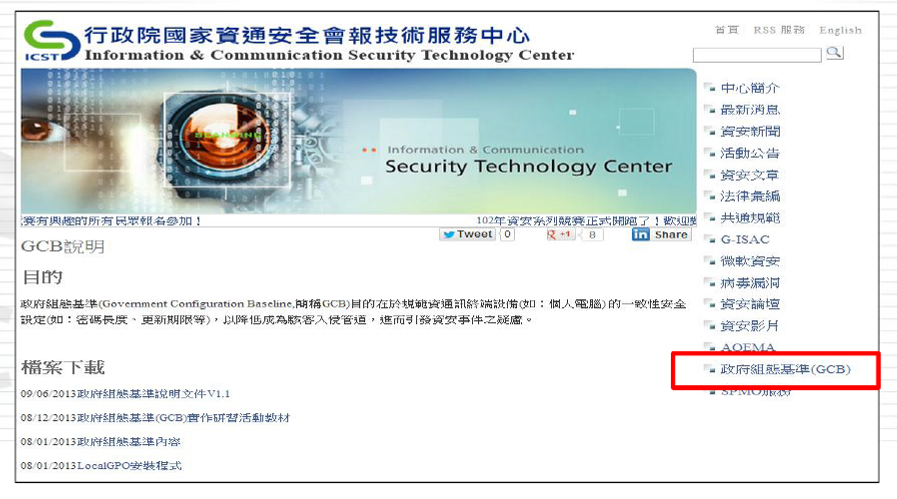 ICST
行政院國家資通安全會報技術服務中心
Information & Communication Security Technology Center
首頁 RSS 服務 English
SCANNING
Information & Communication
Security Technology Center
賽有興趣的所有民眾報名參加！ 102年資安系列競賽正式開跑了！歡迎
Tweet 0 +1 8 in Share
GCB說明
目的
政府組態基準(Government Configuration Baseline,簡稱GCB)目的在於規範資通訊終端設備(如：個人電腦)的一致性安全
設定(如：密碼長度、更新期限等)，以降低成為駭客入侵管道，進而引發資安事件之疑慮。
檔案下載
09/06/2013政府組態基準說明文件V1.1
08/12/2013政府組態基準(GCB)實作研習活動教材
08/01/2013政府組態基準內容
08/01/2013LocalGPO安裝程式
中心簡介
最新消息
資安新聞
活動公告
資安文章
法律彙編
共通規範
G-ISAC
微軟資安
病毒漏洞
資安論壇
資安影片
AOEMA
政府組態基準(GCB)
SPMO服務